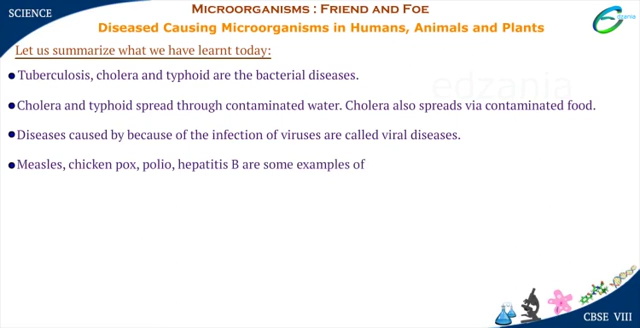 SCIENCE
Microorganisms : Friend and Foe
edzania
Diseased Causing Microorganisms in Humans, Animals and Plants
Let us summarize what we have learnt today:
Tuberculosis, cholera and typhoid are the bacterial diseases.
edzania
Cholera and typhoid spread through contaminated water. Cholera also spreads via contaminated food.
Diseases caused by because of the infection of viruses are called viral diseases.
Measles, chicken pox, polio, hepatitis B are some examples of
CBSE VIII